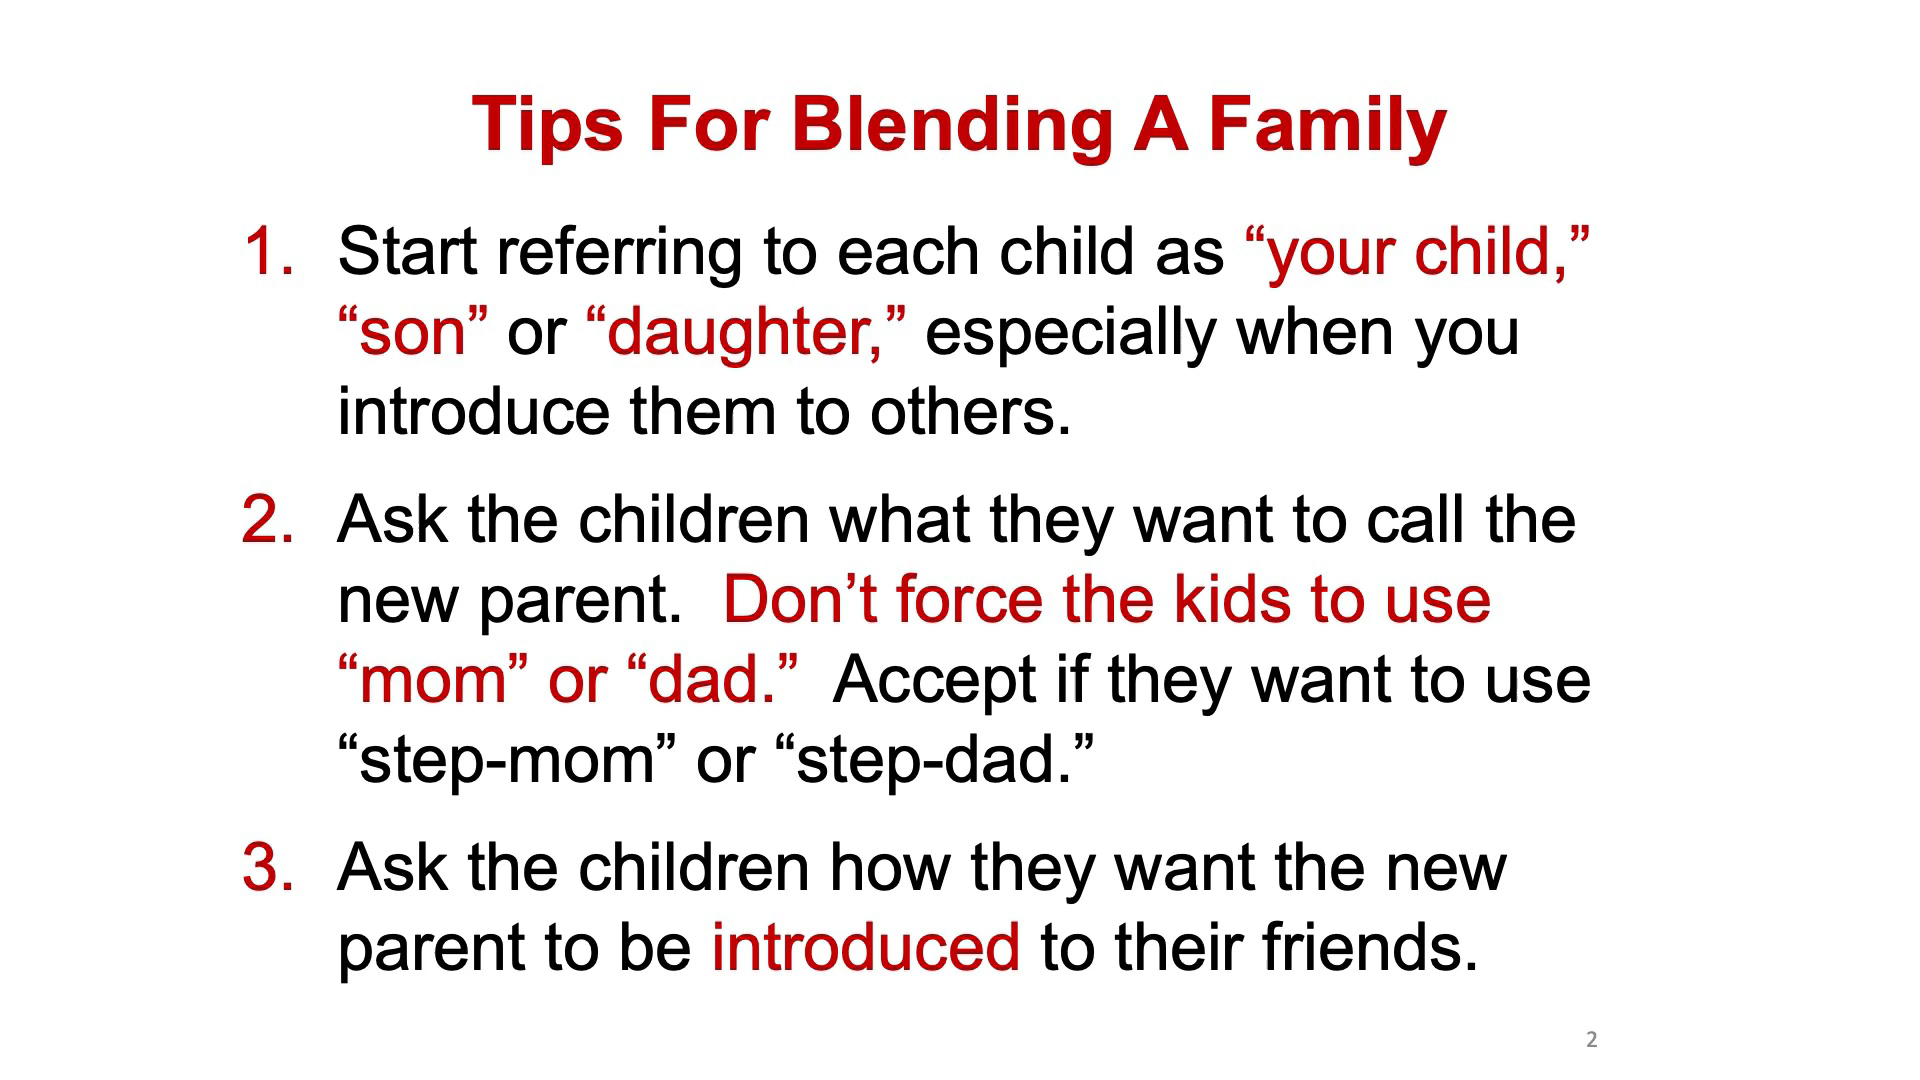 Tips For Blending A Family
1. Start referring to each child as “your child,”
“son” or “daughter,” especially when you
introduce them to others.
2. Ask the children what they want to call the
new parent.  Don’t force the kids to use
“mom” or “dad.”  Accept if they want to use
“step-mom” or “step-dad.”
3. Ask the children how they want the new
parent to be introduced to their friends.
2